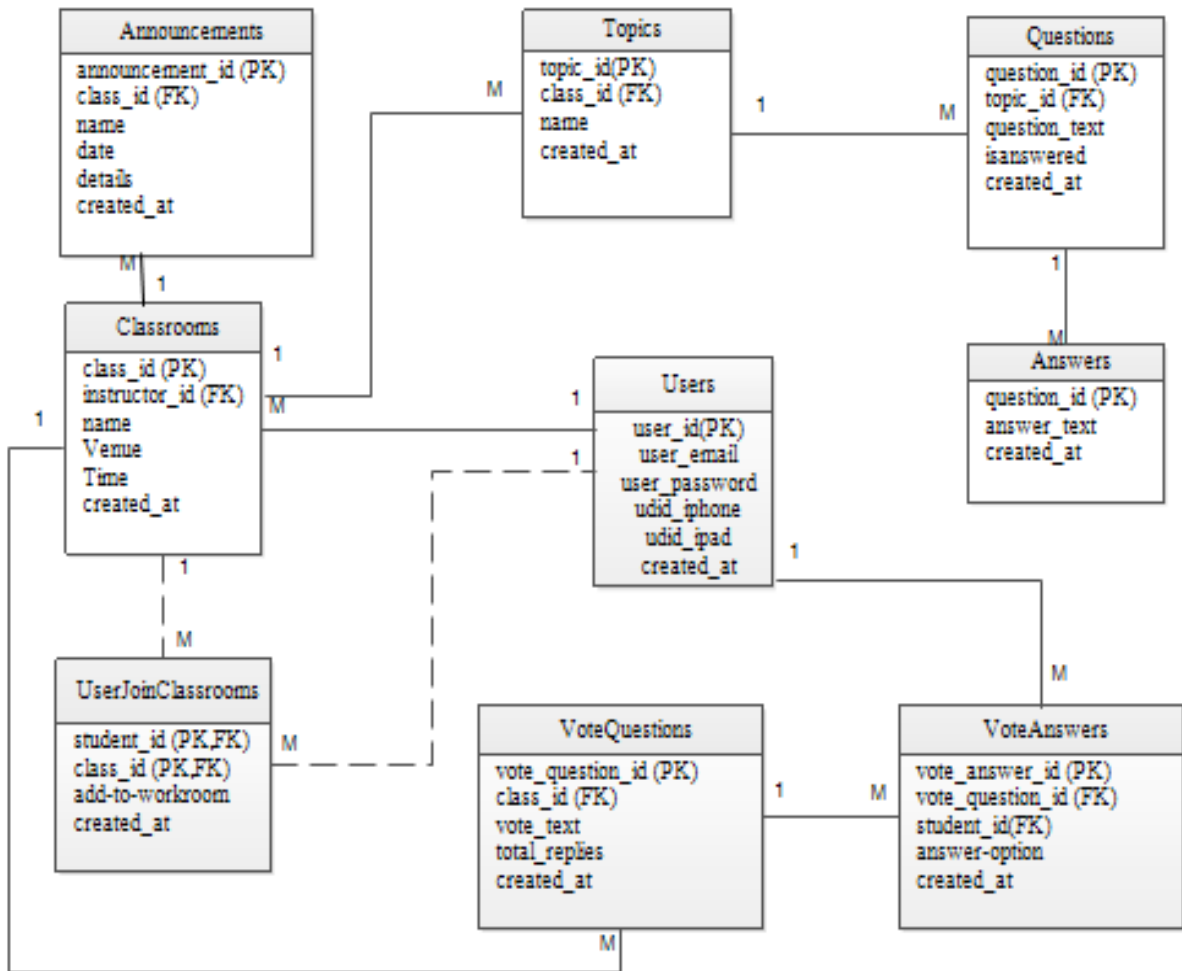 Announcements
announcement_id (PK)
class_id (FK)
name
date
details
created_at
Topics
topic_id(PK)
class_id (FK)
name
created_at
Questions
question_id (PK)
topic_id (FK)
question_text
isanswered
created_at
M
1
M
M
1
1
M
Classrooms
class_id (PK)
instructor_id (FK)
name
Venue
Time
created_at
1
M
1
1
1
Users
user_id(PK)
user_email
user_password
udid_iphone
udid_ipad
created_at
Answers
question_id (PK)
answer_text
created_at
1
M
1
M
M
UserJoinClassrooms
student_id (PK,FK)
class_id (PK,FK)
add-to-workroom
created_at
VoteQuestions
vote_question_id (PK)
class_id (FK)
vote_text
total_replies
created_at
1
M
VoteAnswers
vote_answer_id (PK)
vote_question_id (FK)
student_id(FK)
answer-option
created_at
M